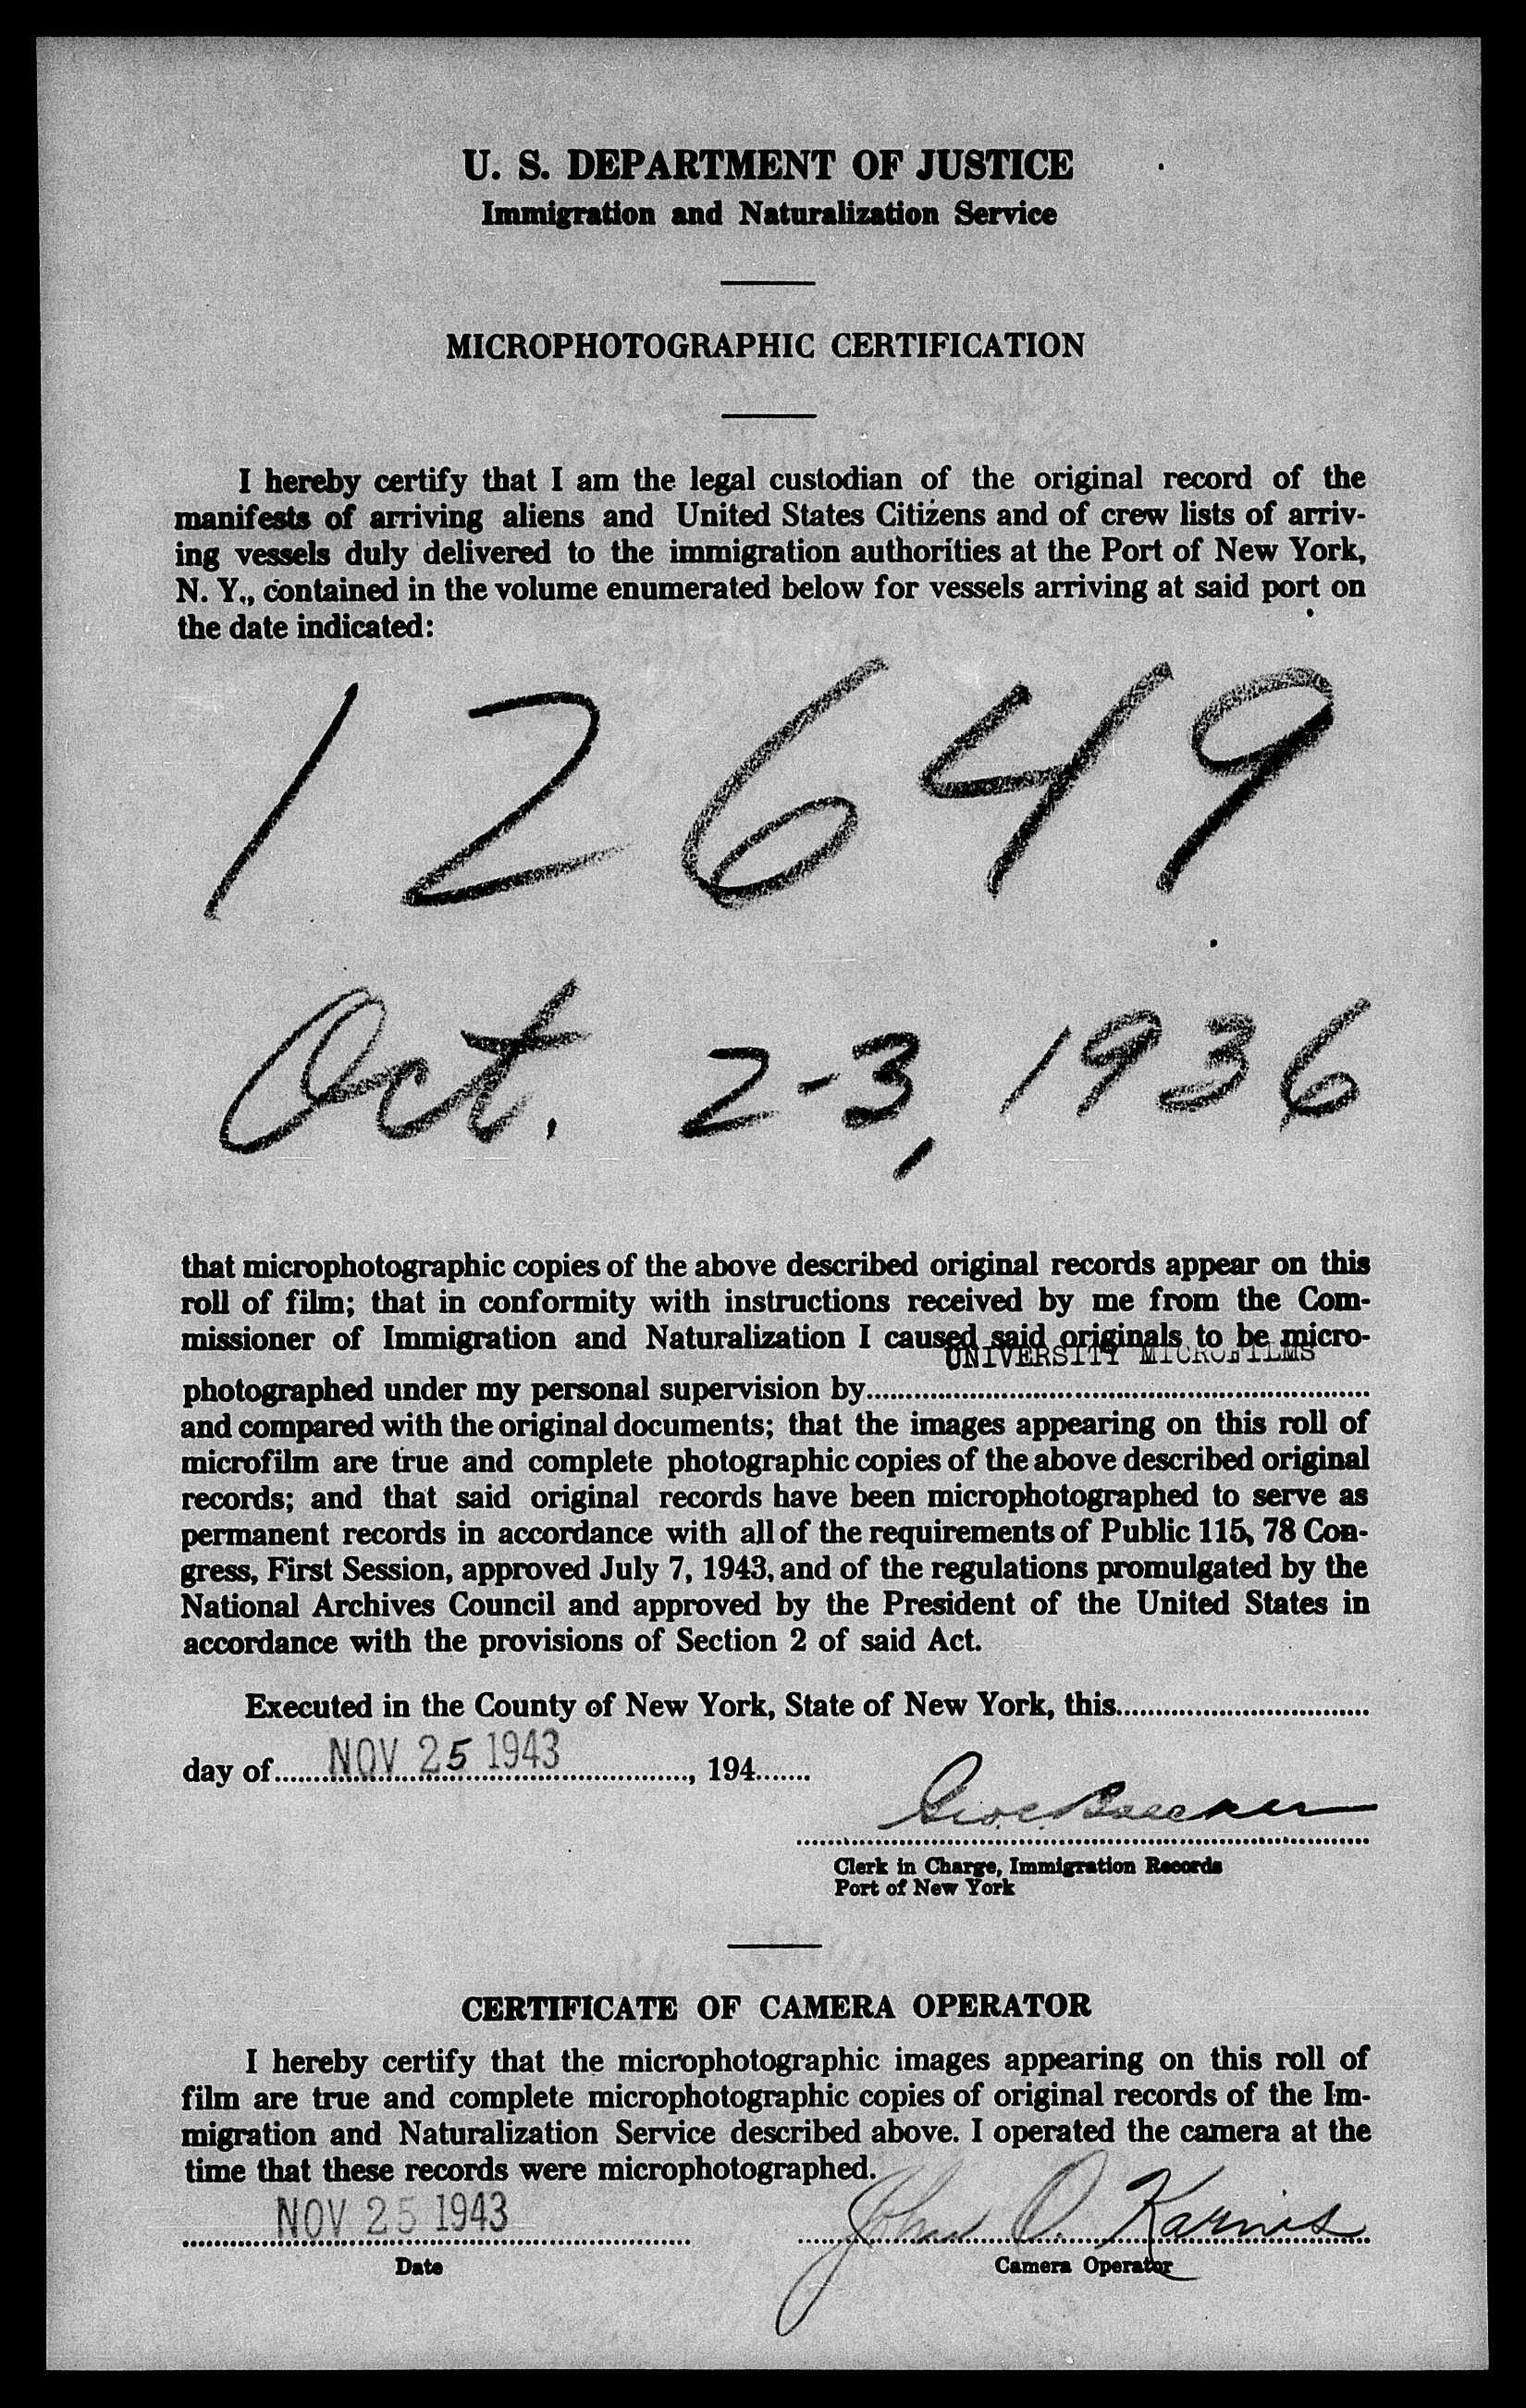 U. S. DEPARTMENT OF JUSTICE
Immigration and Naturalization Service
MICROPHOTOGRAPHIC CERTIFICATION
I hereby certify that I am the legal custodian of the original record of the
manifests of arriving aliens and United States Citizens and of crew lists of arriv-
ing vessels duly delivered to the immigration authorities at the Port of New York,
N. Y., contained in the volume enumerated below for vessels arriving at said port on
the date indicated:
12649
Oct. 2-3, 1936
that microphotographic copies of the above described original records appear on this
roll of film; that in conformity with instructions received by me from the Com-
missioner of Immigration and Naturalization I caused said originals to be micro-
UNIVERSITY MICROFILMS
photographed under my personal supervision by
and compared with the original documents; that the images appearing on this roll of
microfilm are true and complete photographic copies of the above described original
records; and that said original records have been microphotographed to serve as
permanent records in accordance with all of the requirements of Public 115, 78 Con-
gress, First Session, approved July 7, 1943, and of the regulations promulgated by the
National Archives Council and approved by the President of the United States in
accordance with the provisions of Section 2 of said Act.
Executed in the County of New York, State of New York, this
day of NOV 25 1943, 194
Clerk in Charge, Immigration Records
Port of New York
CERTIFICATE OF CAMERA OPERATOR
I hereby certify that the microphotographic images appearing on this roll of
film are true and complete microphotographic copies of original records of the Im-
migration and Naturalization Service described above. I operated the camera at the
time that these records were microphotographed.
NOV 25 1943 John O. Karnis
Date Camera Operator